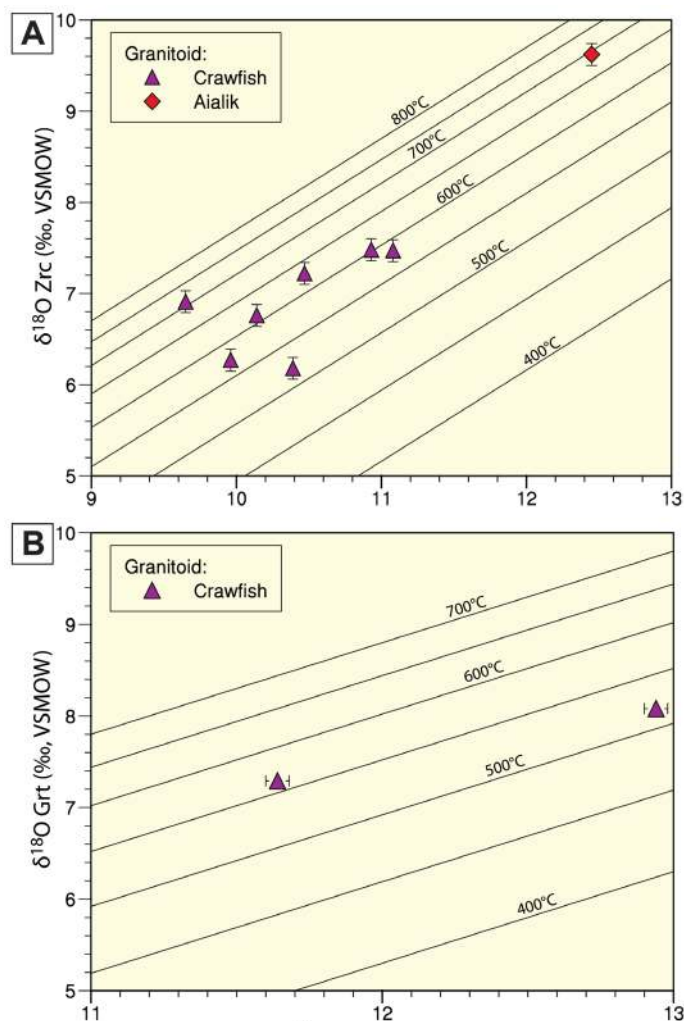 A
Granitoid:
Crawfish
Aialik
10
9
8
7
6
5
δ¹⁸O Zrc (‰, VSMOW)
800°C
700°C
600°C
500°C
400°C
9
10
11
12
13
B
Granitoid:
Crawfish
10
9
8
7
6
5
δ¹⁸O Grt (‰, VSMOW)
700°C
600°C
500°C
400°C
11
12
13